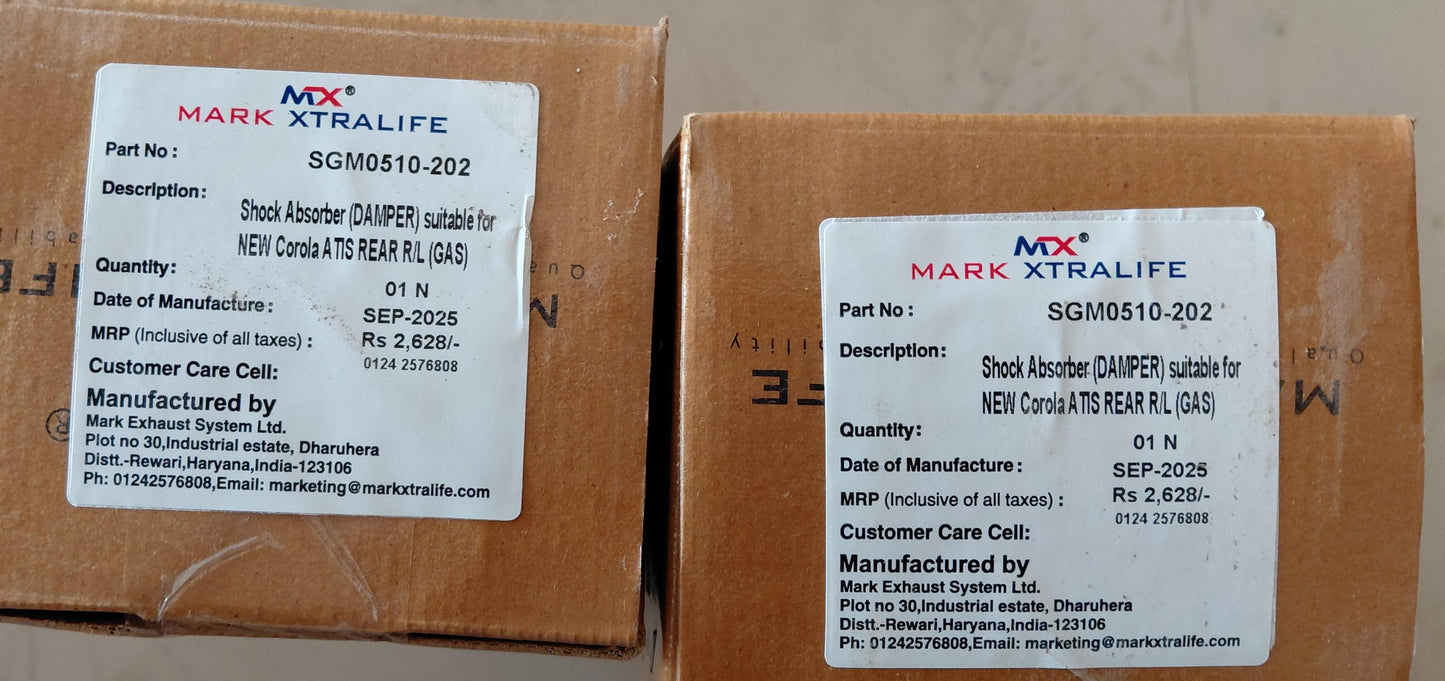 MX®
MARK XTRALIFE
Part No : SGM0510-202
Description: Shock Absorber (DAMPER) suitable for
NEW Corola ATIS REAR R/L (GAS)
Quantity: 01 N
Date of Manufacture: SEP-2025
MRP (Inclusive of all taxes) : Rs 2,628/-
Customer Care Cell: 0124 2576808
Manufactured by
Mark Exhaust System Ltd.
Plot no 30,Industrial estate, Dharuhera
Distt.-Rewari,Haryana,India-123106
Ph: 01242576808,Email: marketing@markxtralife.com
®
MX®
MARK XTRALIFE
Part No : SGM0510-202
Description: Shock Absorber (DAMPER) suitable for
NEW Corola ATIS REAR R/L (GAS)
Quantity: 01 N
Date of Manufacture : SEP-2025
MRP (Inclusive of all taxes) : Rs 2,628/-
Customer Care Cell: 0124 2576808
Manufactured by
Mark Exhaust System Ltd.
Plot no 30,Industrial estate, Dharuhera
Distt.-Rewari,Haryana,India-123106
Ph: 01242576808,Email: marketing@markxtralife.com